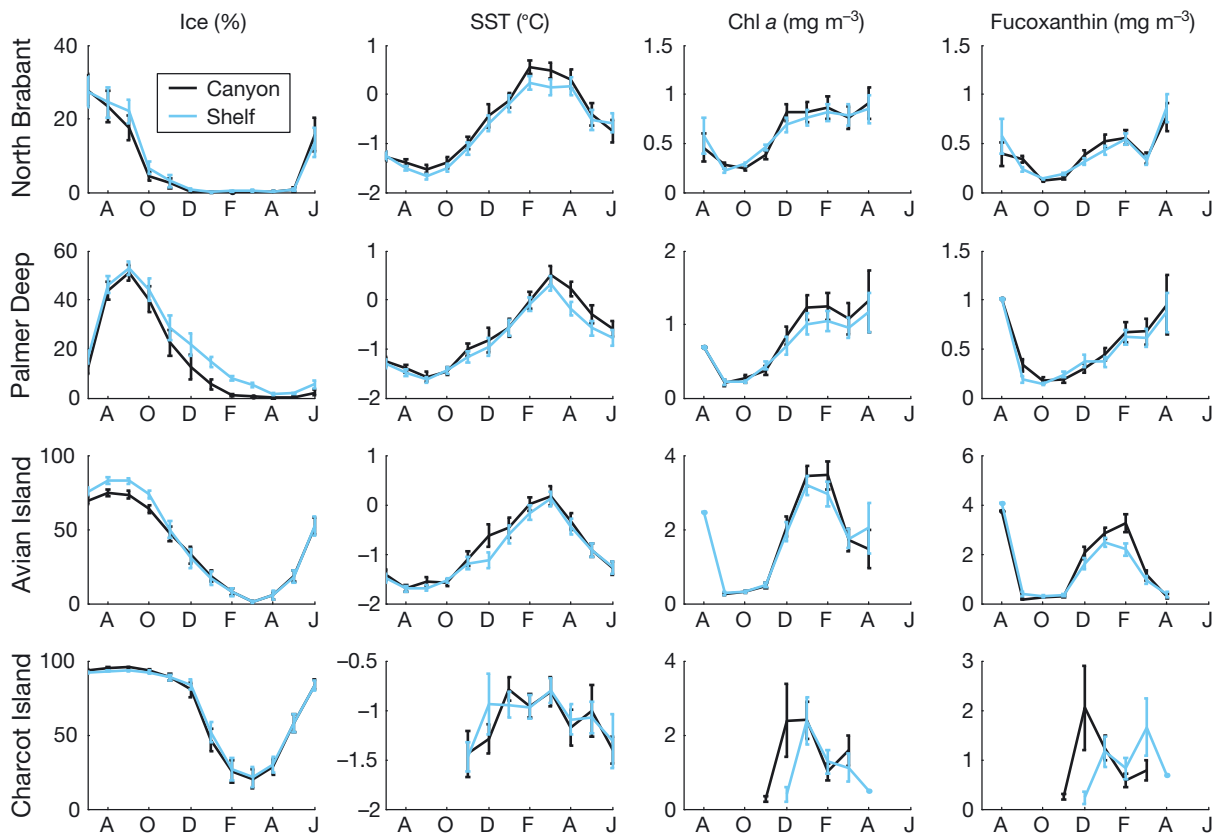 Ice (%) SST (°C) Chl a (mg m⁻³) Fucoxanthin (mg m⁻³)
North Brabant
40
20
0
A O D F A J
Canyon
Shelf
1
0
−1
−2
A O D F A J
1.5
1
0.5
0
A O D F A J
1.5
1
0.5
0
A O D F A J
Palmer Deep
60
40
20
0
A O D F A J
1
0
−1
−2
A O D F A J
2
1
0
A O D F A J
1.5
1
0.5
0
A O D F A J
Avian Island
100
50
0
A O D F A J
1
0
−1
−2
A O D F A J
4
2
0
A O D F A J
6
4
2
0
A O D F A J
Charcot Island
100
50
0
A O D F A J
−0.5
−1
−1.5
−2
A O D F A J
4
2
0
A O D F A J
3
2
1
0
A O D F A J